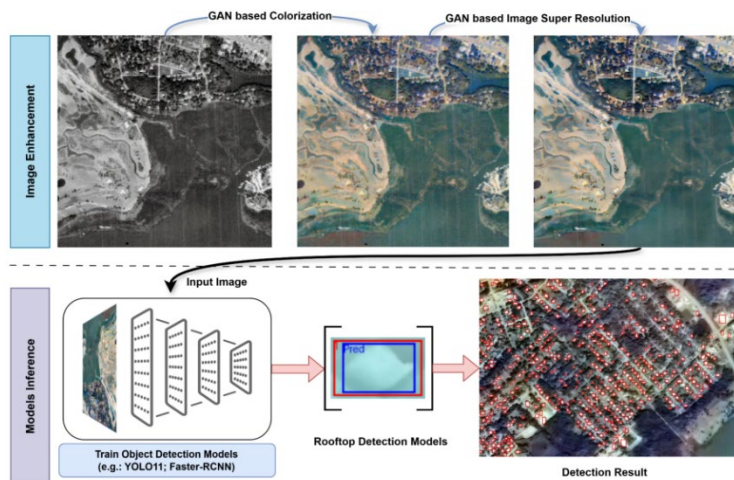 GAN based Colorization
GAN based Image Super Resolution
Image Enhancement
Input Image
Models Inference
Pred
Train Object Detection Models
(e.g.: YOLO11; Faster-RCNN)
Rooftop Detection Models
Detection Result